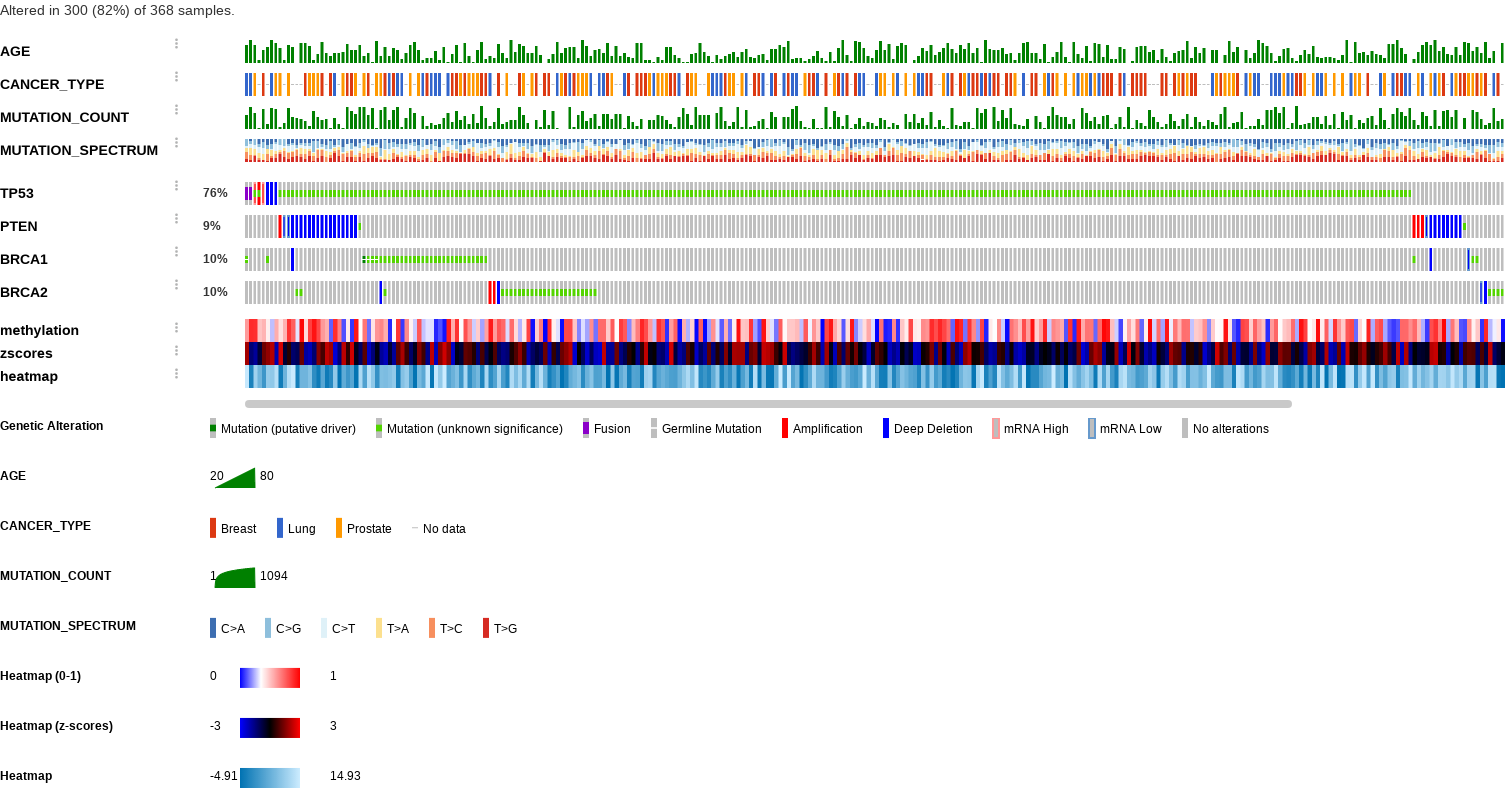 Altered in 300 (82%) of 368 samples.
AGE
CANCER_TYPE
MUTATION_COUNT
MUTATION_SPECTRUM
TP53 76%
PTEN 9%
BRCA1 10%
BRCA2 10%
methylation
zscores
heatmap
Genetic Alteration Mutation (putative driver) Mutation (unknown significance) Fusion Germline Mutation Amplification Deep Deletion mRNA High mRNA Low No alterations
AGE 20 80
CANCER_TYPE Breast Lung Prostate No data
MUTATION_COUNT 1 1094
MUTATION_SPECTRUM C>A C>G C>T T>A T>C T>G
Heatmap (0-1) 0 1
Heatmap (z-scores) -3 3
Heatmap -4.91 14.93